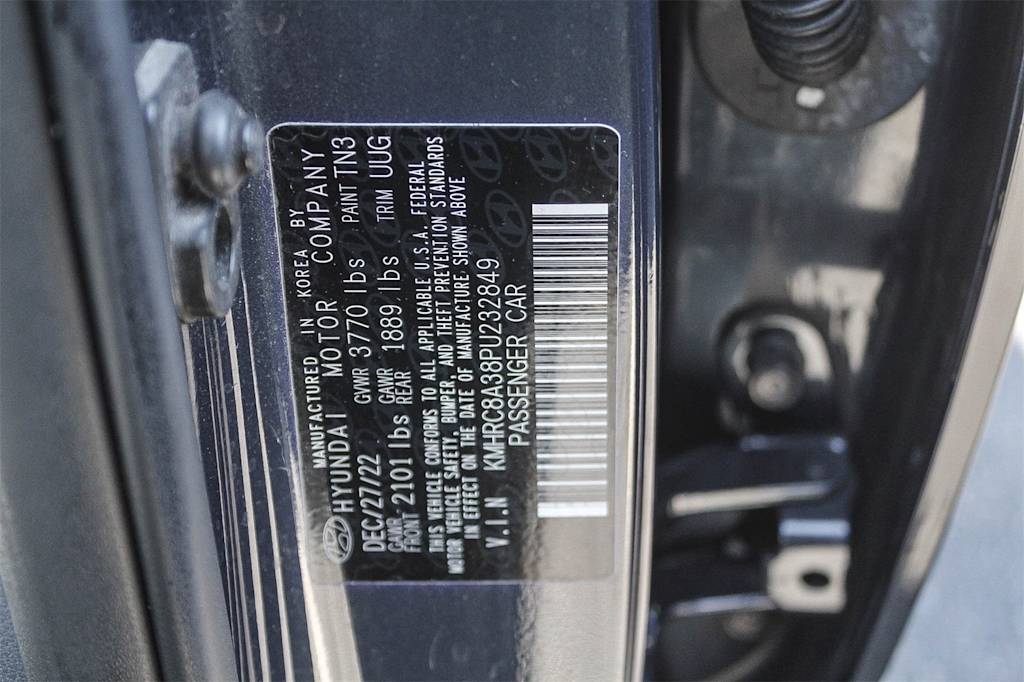 MANUFACTURED IN KOREA BY
HYUNDAI MOTOR COMPANY
DEC/27/22 GVWR 3770 lbs PAINT TN3
GAWR FRONT 2101 lbs GAWR REAR 1889 lbs TRIM UUG
THIS VEHICLE CONFORMS TO ALL APPLICABLE U.S.A. FEDERAL
MOTOR VEHICLE SAFETY, BUMPER, AND THEFT PREVENTION STANDARDS
IN EFFECT ON THE DATE OF MANUFACTURE SHOWN ABOVE
V.I.N KMHRC8A38PU232849
PASSENGER CAR